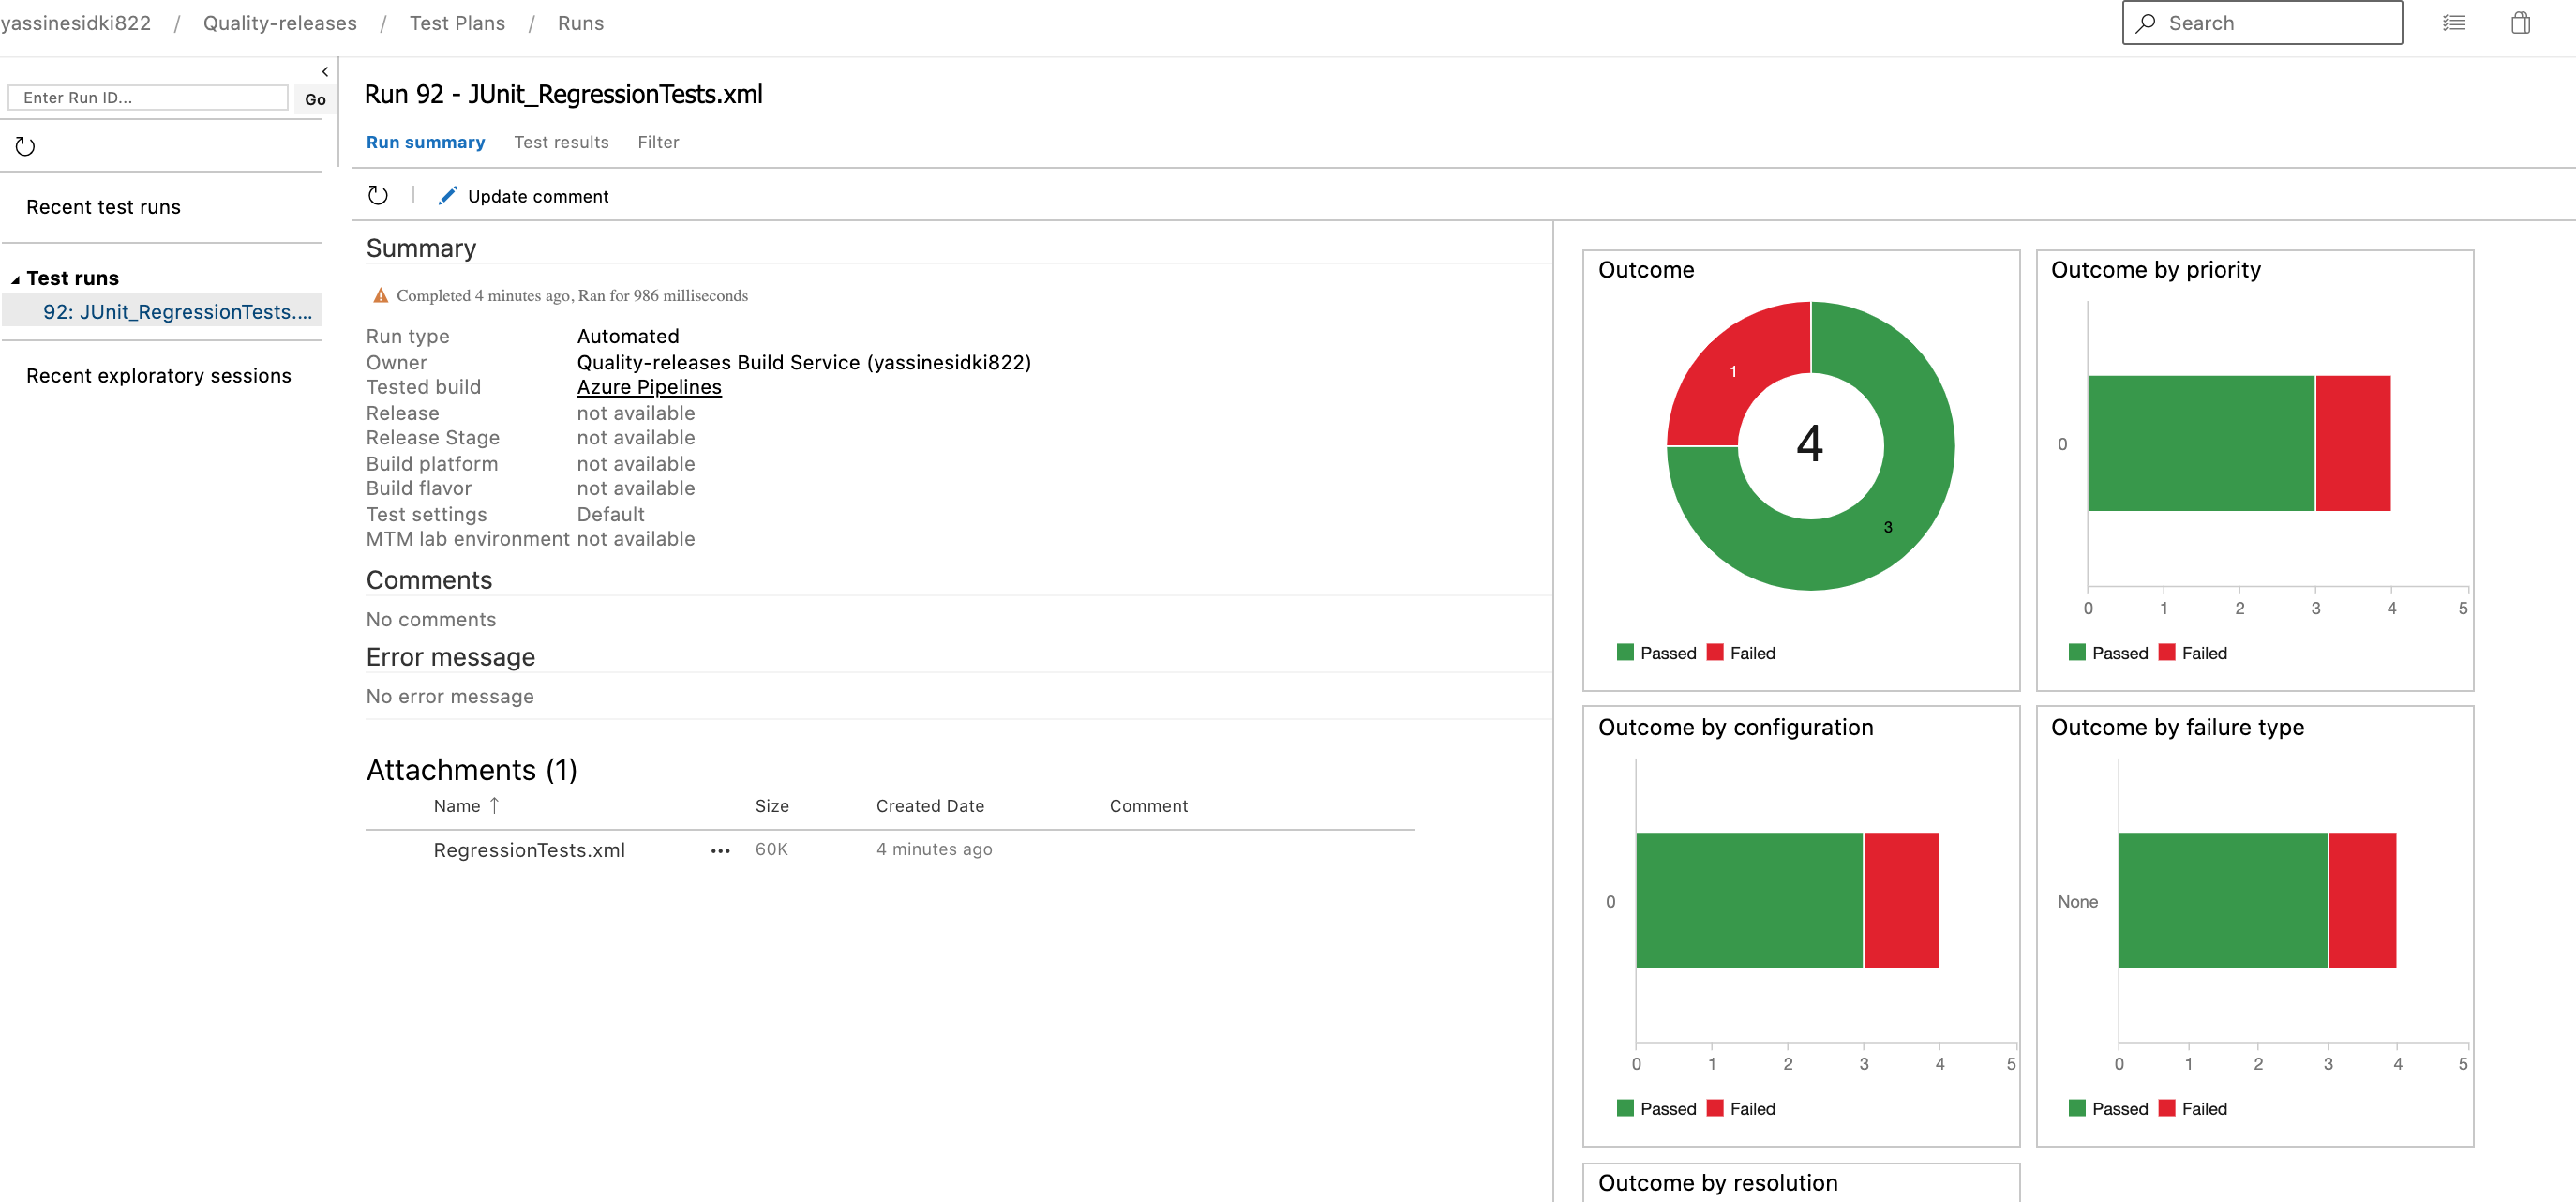 yassinesidki822 / Quality-releases / Test Plans / Runs
Search
Enter Run ID...
Go
Recent test runs
Test runs
92: JUnit_RegressionTests....
Recent exploratory sessions
Run 92 - JUnit_RegressionTests.xml
Run summary Test results Filter
Update comment
Summary
Completed 4 minutes ago, Ran for 986 milliseconds
Run type Automated
Owner Quality-releases Build Service (yassinesidki822)
Tested build Azure Pipelines
Release not available
Release Stage not available
Build platform not available
Build flavor not available
Test settings Default
MTM lab environment not available
Comments
No comments
Error message
No error message
Attachments (1)
Name ↑ Size Created Date Comment
RegressionTests.xml ... 60K 4 minutes ago
Outcome
1
4
3
Passed Failed
Outcome by priority
0
0 1 2 3 4 5
Passed Failed
Outcome by configuration
0
0 1 2 3 4 5
Passed Failed
Outcome by failure type
None
0 1 2 3 4 5
Passed Failed
Outcome by resolution